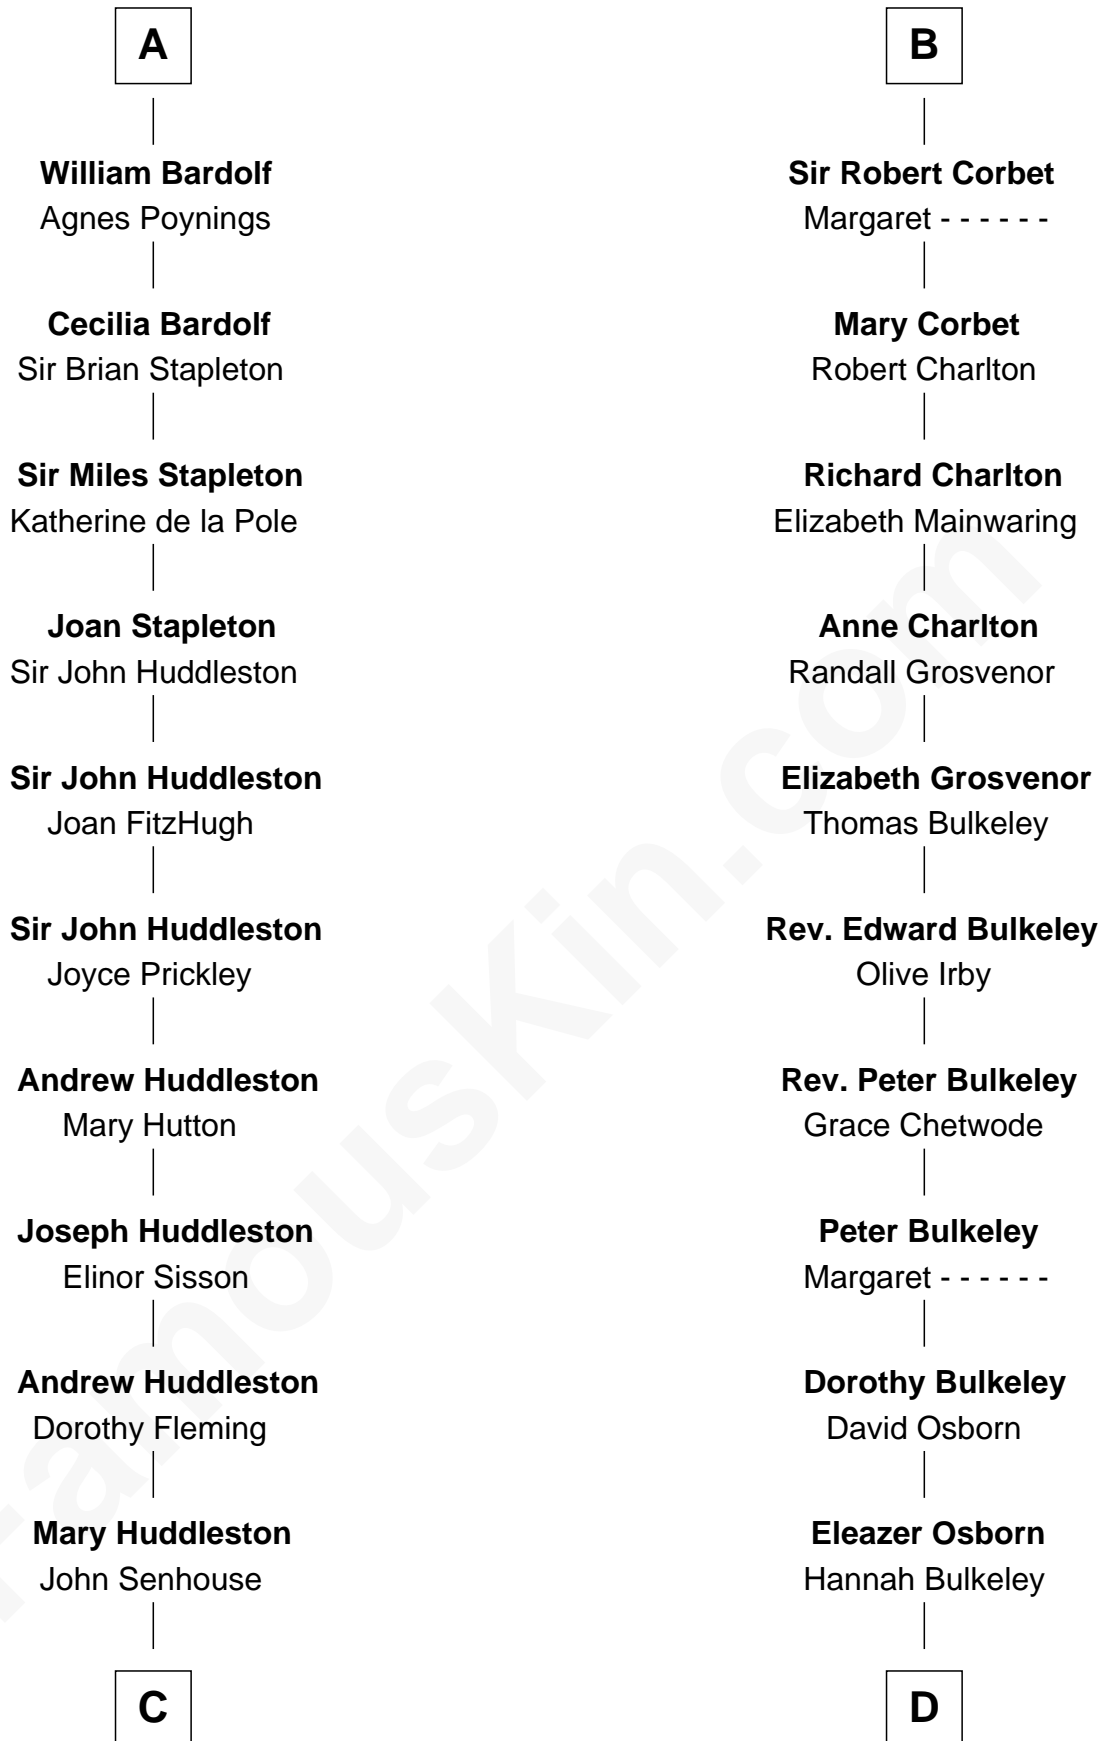 A
William Bardolf
Agnes Poynings
Cecilia Bardolf
Sir Brian Stapleton
Sir Miles Stapleton
Katherine de la Pole
Joan Stapleton
Sir John Huddleston
Sir John Huddleston
Joan FitzHugh
Sir John Huddleston
Joyce Prickley
Andrew Huddleston
Mary Hutton
Joseph Huddleston
Elinor Sisson
Andrew Huddleston
Dorothy Fleming
Mary Huddleston
John Senhouse
C
B
Sir Robert Corbet
Margaret - - - - - -
Mary Corbet
Robert Charlton
Richard Charlton
Elizabeth Mainwaring
Anne Charlton
Randall Grosvenor
Elizabeth Grosvenor
Thomas Bulkeley
Rev. Edward Bulkeley
Olive Irby
Rev. Peter Bulkeley
Grace Chetwode
Peter Bulkeley
Margaret - - - - - -
Dorothy Bulkeley
David Osborn
Eleazer Osborn
Hannah Bulkeley
D
FamousKin.com